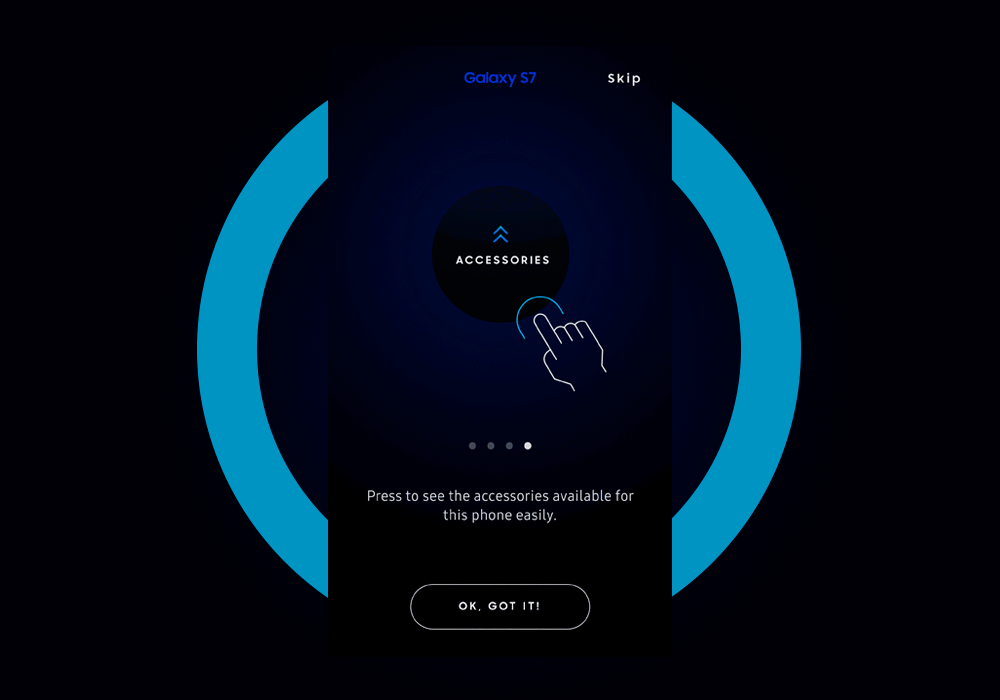 Galaxy S7
Skip
ACCESSORIES
Press to see the accessories available for
this phone easily.
OK, GOT IT!